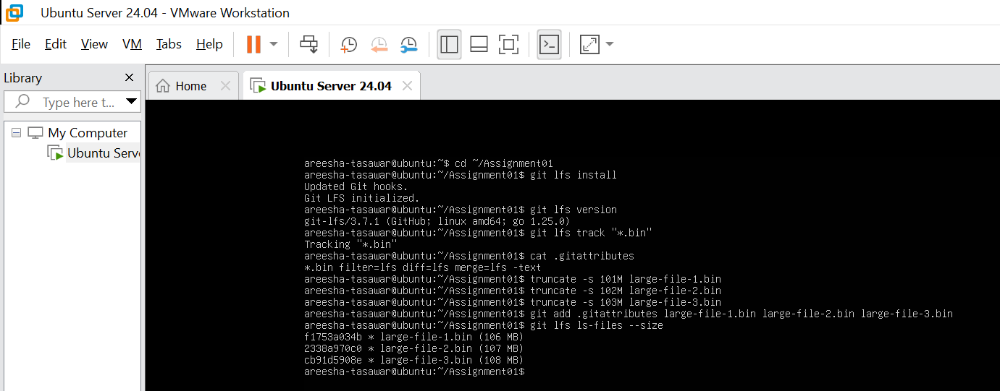 Ubuntu Server 24.04 - VMware Workstation
File Edit View VM Tabs Help
Library
Type here t...
My Computer
Ubuntu Serv
Home
Ubuntu Server 24.04
areesha-tasawar@ubuntu:~$ cd ~/Assignment01
areesha-tasawar@ubuntu:~/Assignment01$ git lfs install
Updated Git hooks.
Git LFS initialized.
areesha-tasawar@ubuntu:~/Assignment01$ git lfs version
git-lfs/3.7.1 (GitHub; linux amd64; go 1.25.0)
areesha-tasawar@ubuntu:~/Assignment01$ git lfs track "*.bin"
Tracking "*.bin"
areesha-tasawar@ubuntu:~/Assignment01$ cat .gitattributes
*.bin filter=lfs diff=lfs merge=lfs -text
areesha-tasawar@ubuntu:~/Assignment01$ truncate -s 101M large-file-1.bin
areesha-tasawar@ubuntu:~/Assignment01$ truncate -s 102M large-file-2.bin
areesha-tasawar@ubuntu:~/Assignment01$ truncate -s 103M large-file-3.bin
areesha-tasawar@ubuntu:~/Assignment01$ git add .gitattributes large-file-1.bin large-file-2.bin large-file-3.bin
areesha-tasawar@ubuntu:~/Assignment01$ git lfs ls-files --size
f1753a034b * large-file-1.bin (106 MB)
2338a970c0 * large-file-2.bin (107 MB)
cb91d5908e * large-file-3.bin (108 MB)
areesha-tasawar@ubuntu:~/Assignment01$